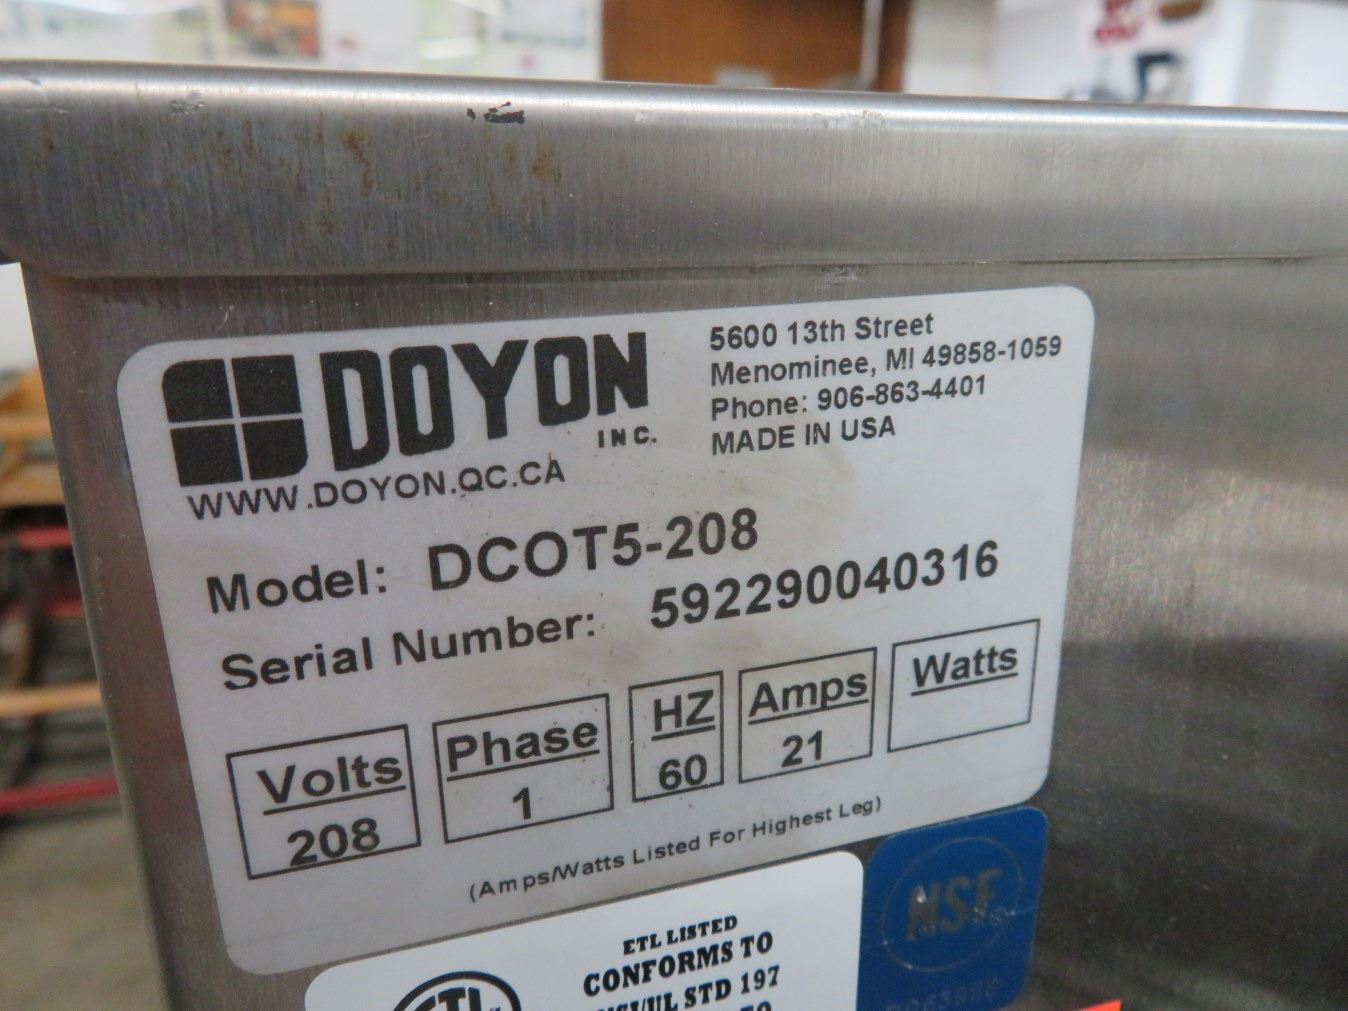 DOYON
INC.
WWW.DOYON.QC.CA
5600 13th Street
Menominee, MI 49858-1059
Phone: 906-863-4401
MADE IN USA
Model: DCOT5-208
Serial Number: 592290040316
Volts Phase HZ Amps Watts
208 1 60 21
(Amps/Watts Listed For Highest Leg)
NSF®
ETL LISTED
CONFORMS TO
STD 197